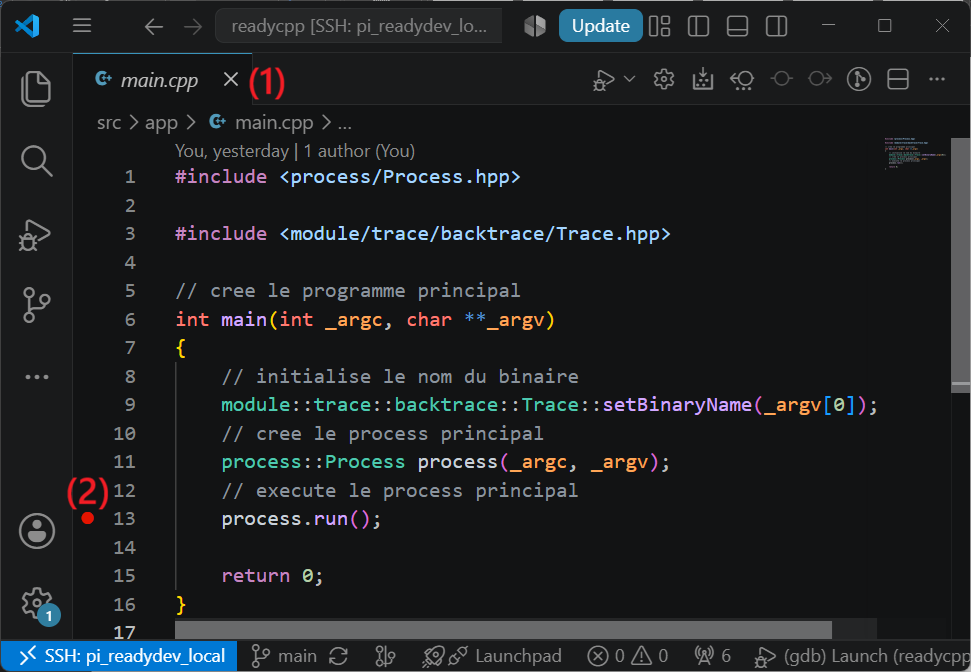 readycpp [SSH: pi_readydev_lo...
Update
main.cpp
(1)
src > app > main.cpp > ...
You, yesterday | 1 author (You)
1 #include <process/Process.hpp>
2
3 #include <module/trace/backtrace/Trace.hpp>
4
5 // cree le programme principal
6 int main(int _argc, char **_argv)
7 {
8 // initialise le nom du binaire
9 module::trace::backtrace::Trace::setBinaryName(_argv[0]);
10 // cree le process principal
11 process::Process process(_argc, _argv);
(2)
12 // execute le process principal
13 process.run();
14
15 return 0;
16 }
17
1
SSH: pi_readydev_local main Launchpad 0 0 6 (gdb) Launch (readycpp